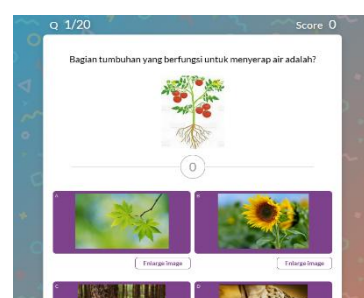 Q 1/20
Score 0
Bagian tumbuhan yang berfungsi untuk menyerap air adalah?
0
A
B
Enlarge Image
Enlarge Image
C
D